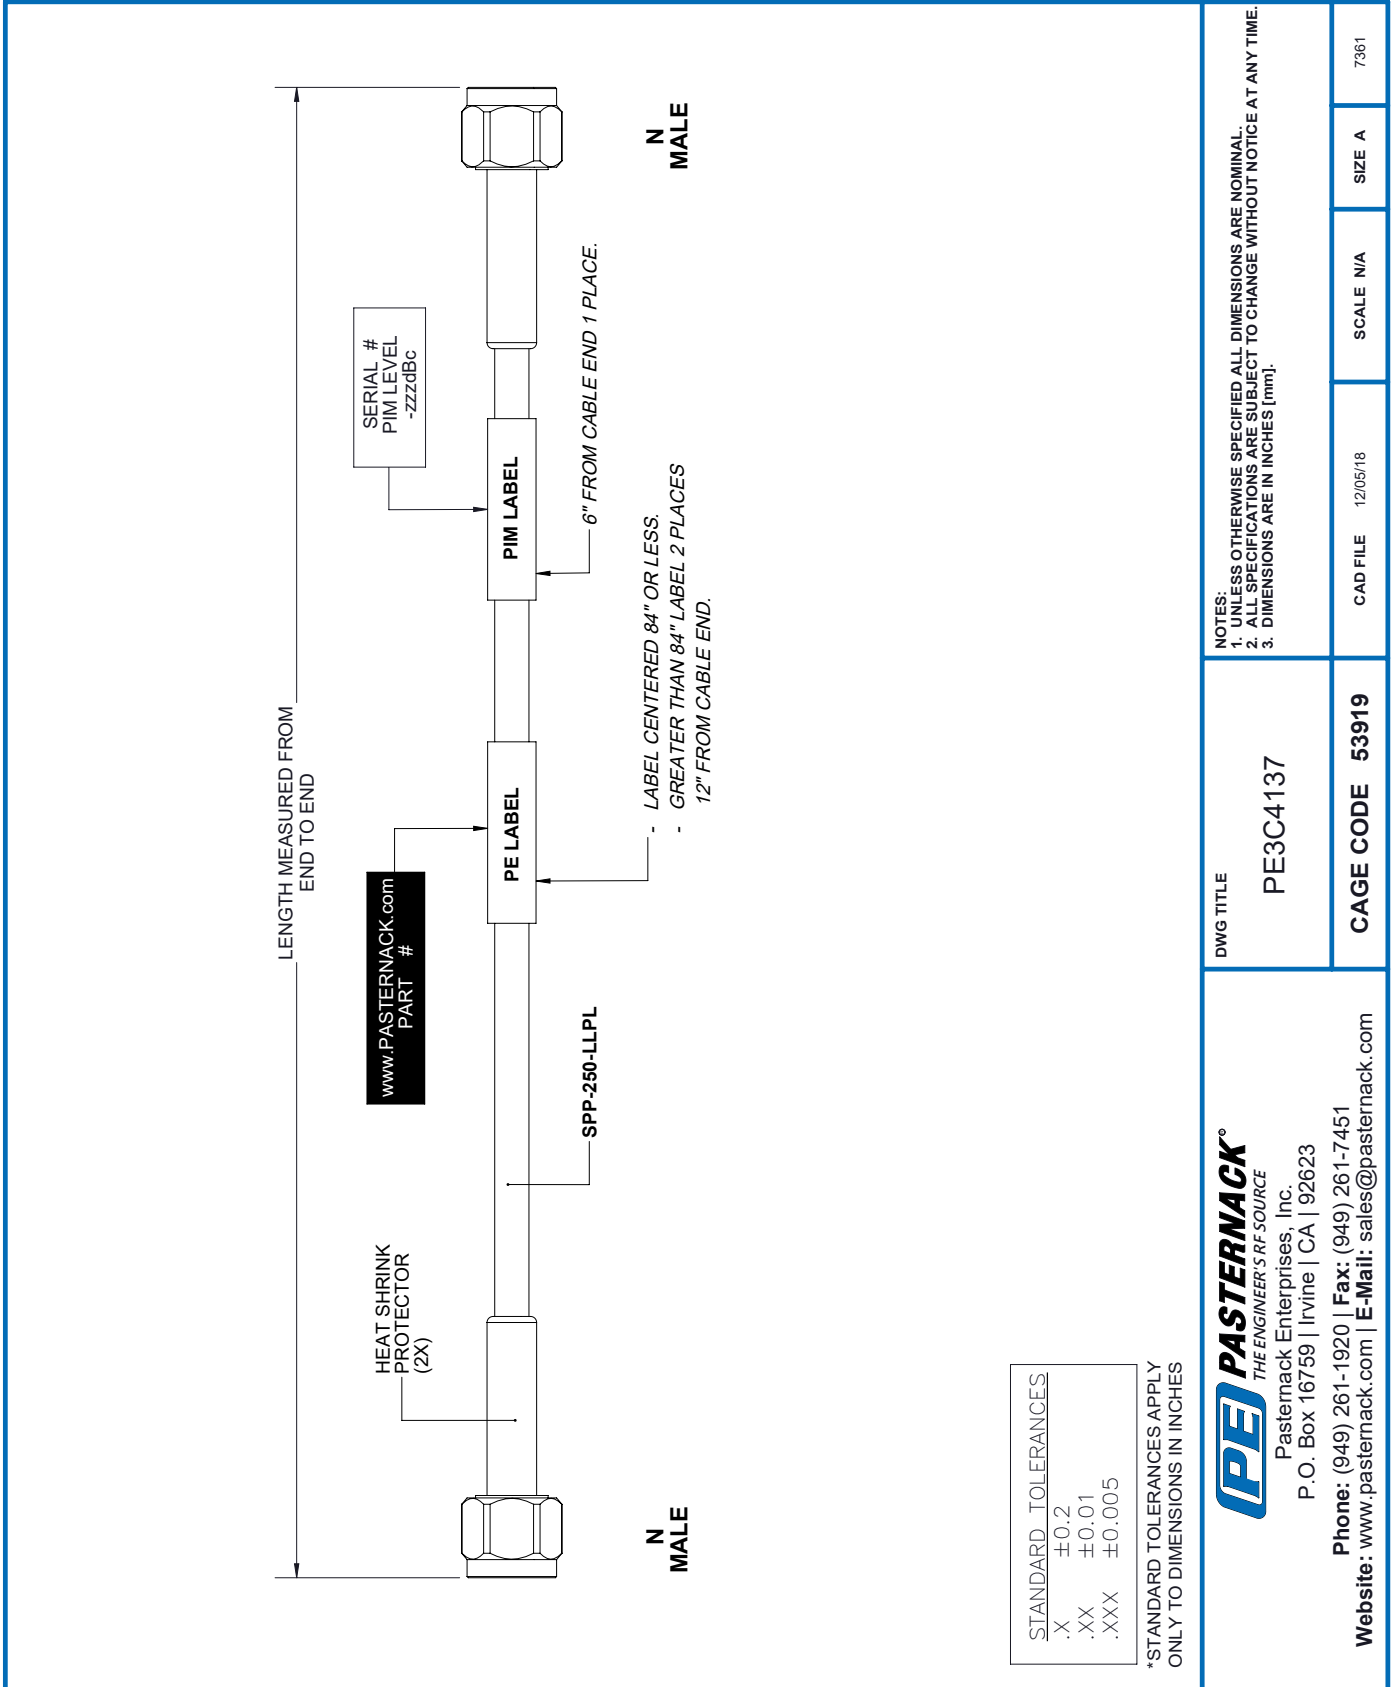 LENGTH MEASURED FROM
END TO END
HEAT SHRINK
PROTECTOR
(2X)
www.PASTERNACK.com
PART #
SERIAL #
PIM LEVEL
-zzzdBc
PE LABEL
PIM LABEL
SPP-250-LLPL
6" FROM CABLE END 1 PLACE.
- LABEL CENTERED 84" OR LESS.
- GREATER THAN 84" LABEL 2 PLACES
12" FROM CABLE END.
N
MALE
N
MALE
STANDARD TOLERANCES
.X ±0.2
.XX ±0.01
.XXX ±0.005
*STANDARD TOLERANCES APPLY
ONLY TO DIMENSIONS IN INCHES
PE PASTERNACK®
THE ENGINEER'S RF SOURCE
Pasternack Enterprises, Inc.
P.O. Box 16759 | Irvine | CA | 92623
Phone: (949) 261-1920 | Fax: (949) 261-7451
Website: www.pasternack.com | E-Mail: sales@pasternack.com
DWG TITLE
PE3C4137
CAGE CODE 53919
NOTES:
1. UNLESS OTHERWISE SPECIFIED ALL DIMENSIONS ARE NOMINAL.
2. ALL SPECIFICATIONS ARE SUBJECT TO CHANGE WITHOUT NOTICE AT ANY TIME.
3. DIMENSIONS ARE IN INCHES [mm].
CAD FILE 12/05/18
SCALE N/A
SIZE A
7361